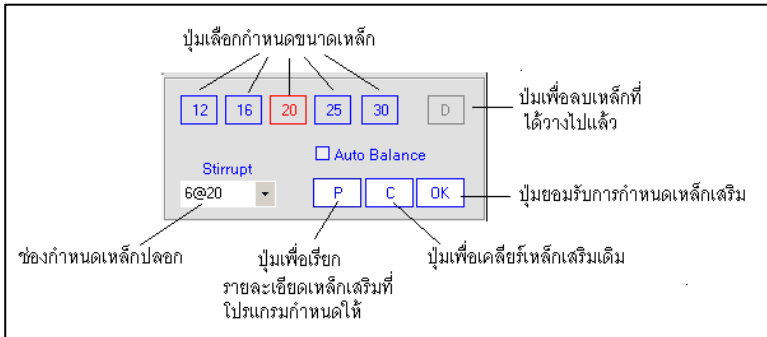 ปุ่มเลือกกำหนดขนาดเหล็ก
12 16 20 25 30 D
ปุ่มเพื่อลบเหล็กที่
ได้วางไปแล้ว
Auto Balance
Stirrupt
6@20 P C OK
ปุ่มยอมรับการกำหนดเหล็กเสริม
ช่องกำหนดเหล็กปลอก
ปุ่มเพื่อเรียก
รายละเอียดเหล็กเสริมที่
โปรแกรมกำหนดให้
ปุ่มเพื่อเคลียร์เหล็กเสริมเดิม